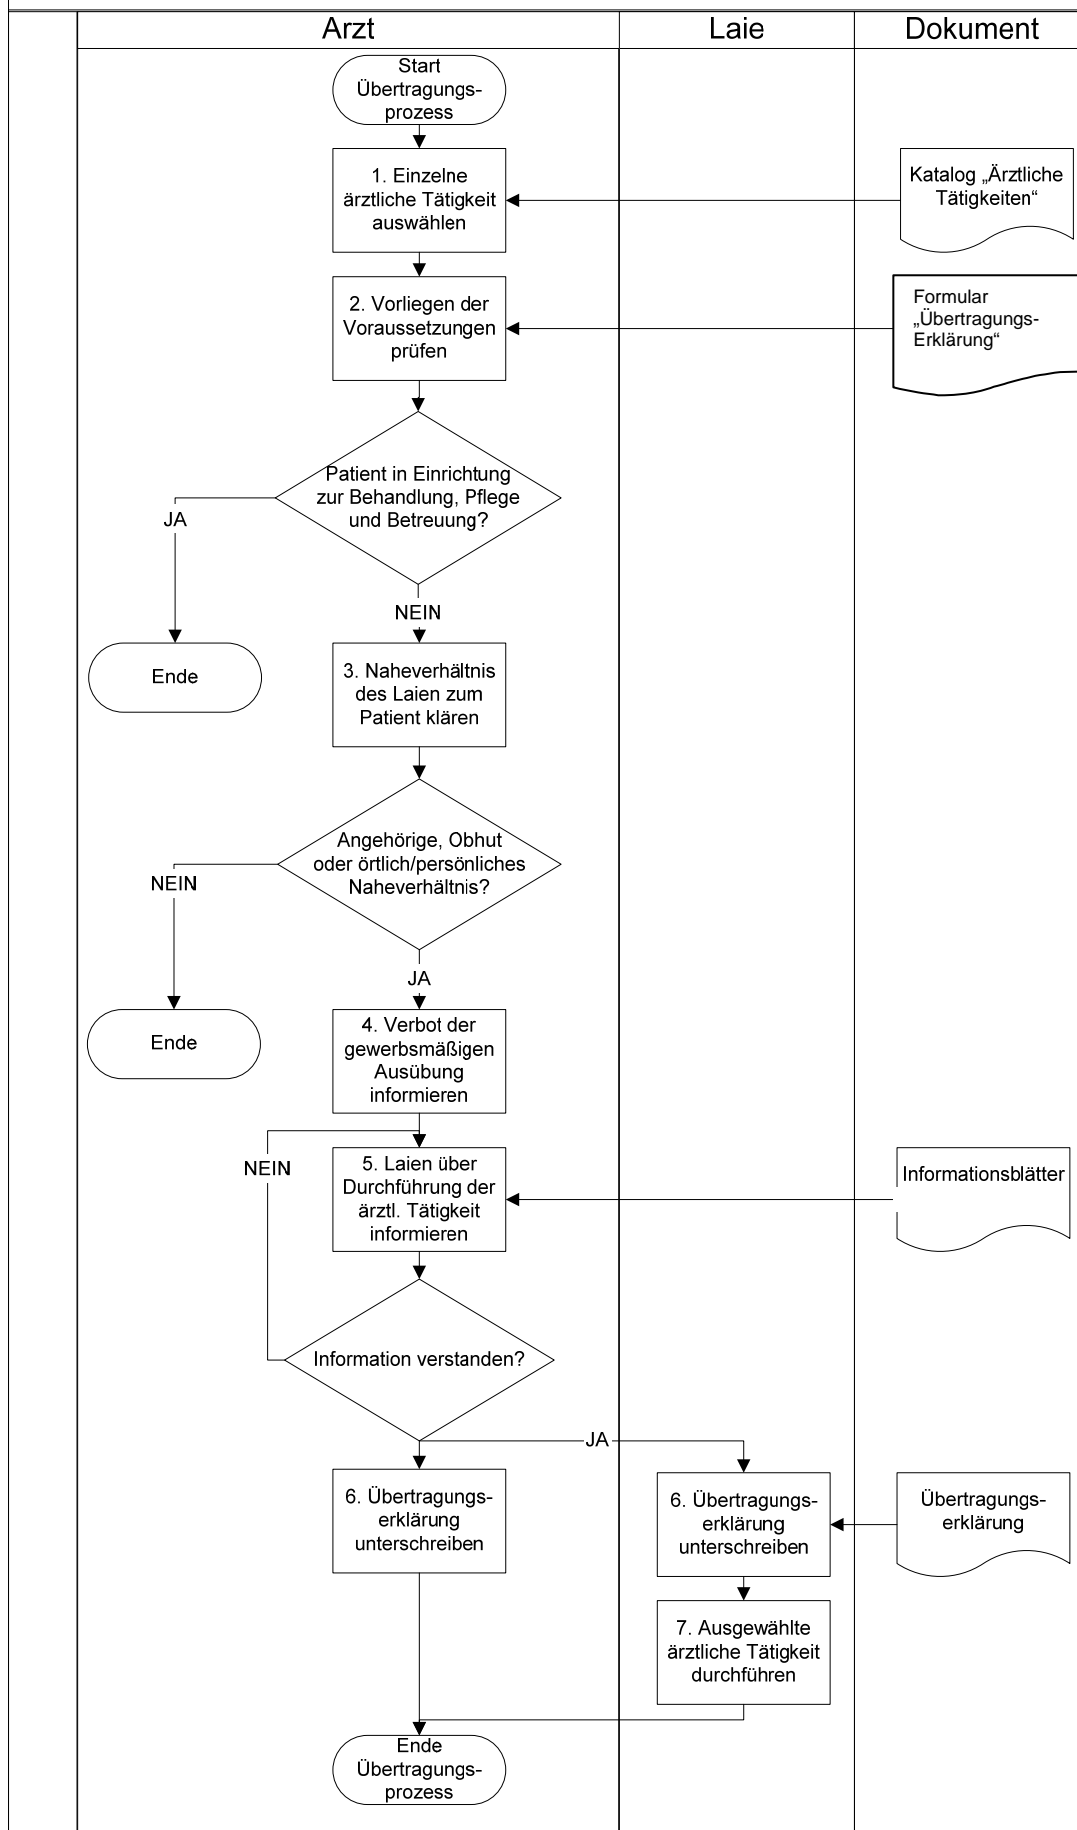 Arzt
Laie
Dokument
Start
Übertragungs-
prozess
1. Einzelne
ärztliche Tätigkeit
auswählen
Katalog „Ärztliche
Tätigkeiten“
2. Vorliegen der
Voraussetzungen
prüfen
Formular
„Übertragungs-
Erklärung“
Patient in Einrichtung
zur Behandlung, Pflege
und Betreuung?
JA
NEIN
Ende
3. Naheverhältnis
des Laien zum
Patient klären
Angehörige, Obhut
oder örtlich/persönliches
Naheverhältnis?
NEIN
JA
Ende
4. Verbot der
gewerbsmäßigen
Ausübung
informieren
NEIN
5. Laien über
Durchführung der
ärztl. Tätigkeit
informieren
Informationsblätter
Information verstanden?
JA
6. Übertragungs-
erklärung
unterschreiben
6. Übertragungs-
erklärung
unterschreiben
Übertragungs-
erklärung
7. Ausgewählte
ärztliche Tätigkeit
durchführen
Ende
Übertragungs-
prozess